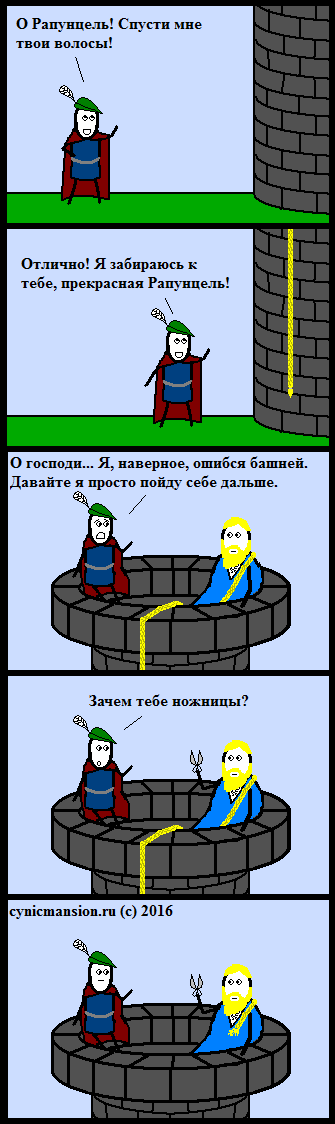 О Рапунцель! Спусти мне
твои волосы!
Отлично! Я забираюсь к
тебе, прекрасная Рапунцель!
О господи... Я, наверное, ошибся башней.
Давайте я просто пойду себе дальше.
Зачем тебе ножницы?
cynicmansion.ru (c) 2016